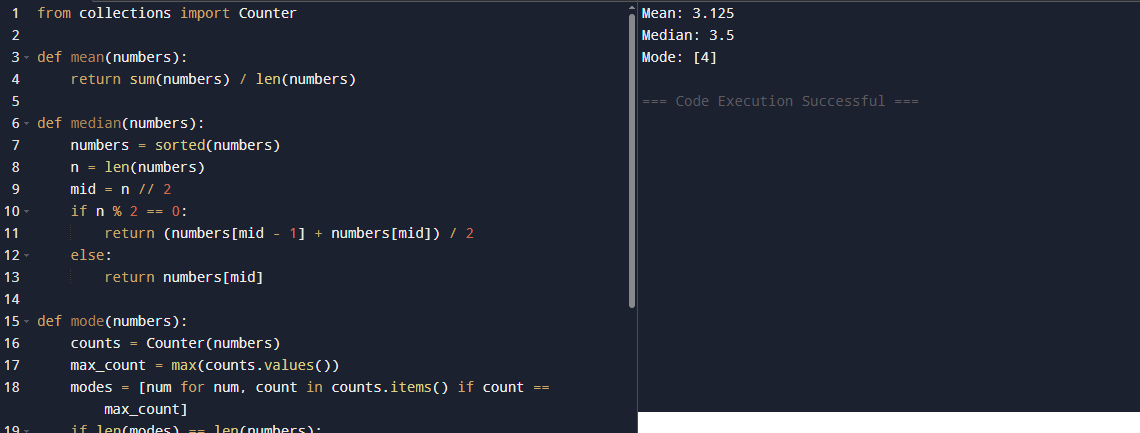 1 from collections import Counter
2
3 def mean(numbers):
4     return sum(numbers) / len(numbers)
5
6 def median(numbers):
7     numbers = sorted(numbers)
8     n = len(numbers)
9     mid = n // 2
10     if n % 2 == 0:
11         return (numbers[mid - 1] + numbers[mid]) / 2
12     else:
13         return numbers[mid]
14
15 def mode(numbers):
16     counts = Counter(numbers)
17     max_count = max(counts.values())
18     modes = [num for num, count in counts.items() if count ==
max_count]
19     if len(modes) == len(numbers):
Mean: 3.125
Median: 3.5
Mode: [4]
=== Code Execution Successful ===